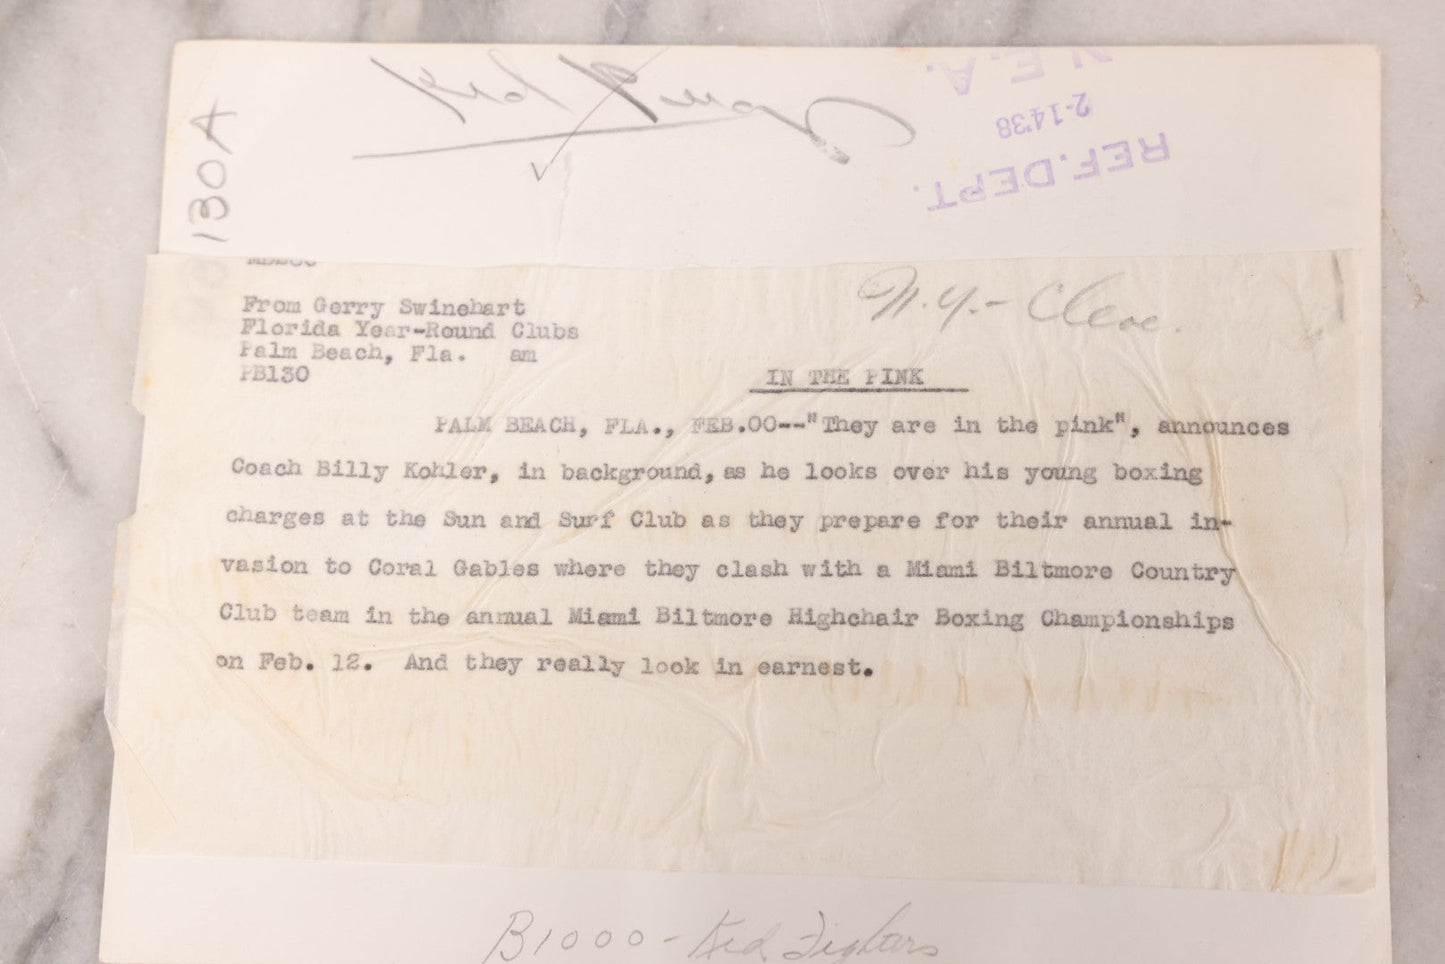 Kid
N.E.A.
2-14'38
REF. DEPT.
130A
From Gerry Swinehart
Florida Year-Round Clubs
Palm Beach, Fla. am
PB130
N.Y. - Cleve.
IN THE PINK
PALM BEACH, FLA., FEB.00--"They are in the pink", announces
Coach Billy Kohler, in background, as he looks over his young boxing
charges at the Sun and Surf Club as they prepare for their annual in-
vasion to Coral Gables where they clash with a Miami Biltmore Country
Club team in the annual Miami Biltmore Highchair Boxing Championships
on Feb. 12. And they really look in earnest.
B1000 - Kid Fighters